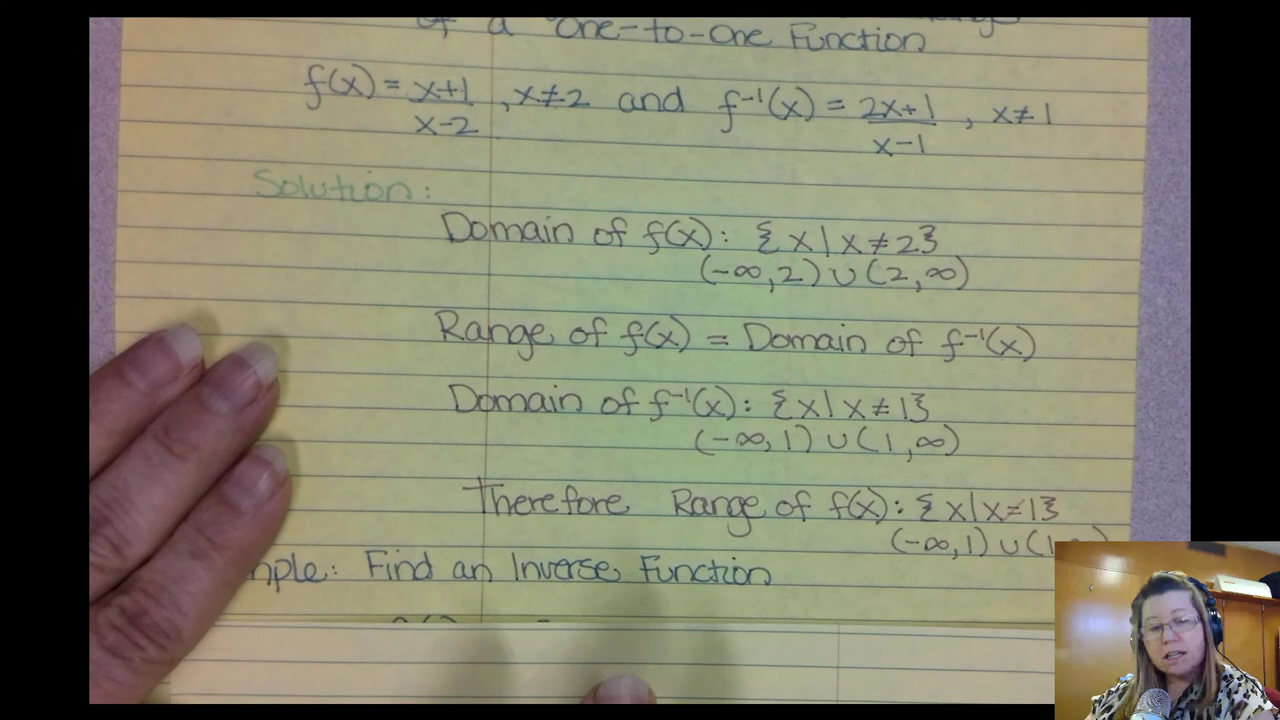 of a One-to-One Function
f(x) = x+1/x-2 , x≠2 and f⁻¹(x) = 2x+1/x-1 , x≠1
Solution:
Domain of f(x): {x|x≠2}
(-∞,2) ∪ (2,∞)
Range of f(x) = Domain of f⁻¹(x)
Domain of f⁻¹(x): {x|x≠1}
(-∞,1) ∪ (1,∞)
Therefore Range of f(x): {x|x≠1}
(-∞,1) ∪ (1
mple: Find an Inverse Function